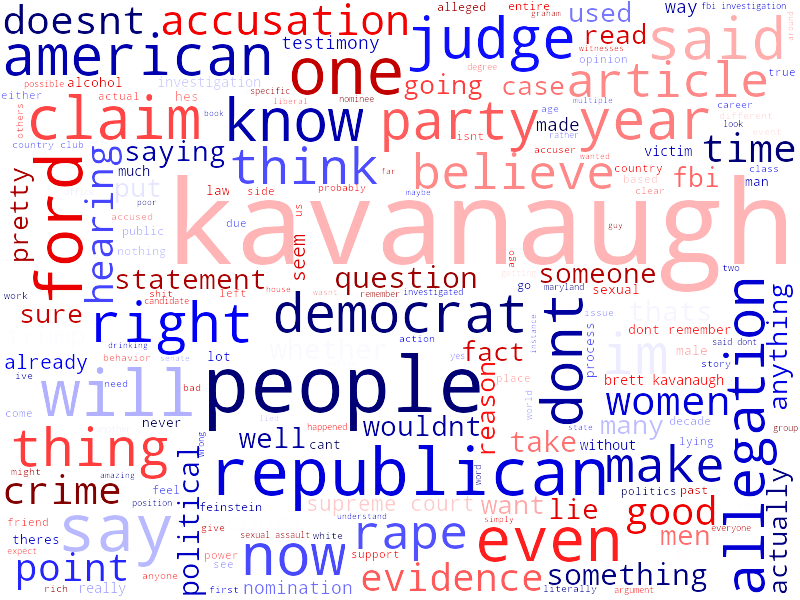 doesnt accusation alleged entire used way fbi investigation
graham
american testimony judge read said
witnesses
opinion
one degree article true
possible alcohol investigation specific going case
either actual hes liberal nominee multiple career different
others claim book know party year age look event
country club isnt made rather time
saying think accuser victim
much believe wanted country class
hearing put far fbi based man
pretty ford poor law side probably maybe clear
accused kavanaugh
public due us guy
nothing seem ago getting two
statement question someone
work shit left house wasnt remember investigated go maryland sexual
candidate
sure right democrat dont issue thats allegation anything
drinking action instance process dont remember said dont
whether fact im male
already behavior senate lot yes reason place story
ive need bad people world brett kavanaugh
will women
come never lied happened wouldnt state many decade
thing wrong well cant take without lying group
political republican make
might amazing word politics past
crime feel position feinstein supreme court want lie good
friend say understand simply men everyone
theres give sexual assault white rape even
expect power support actually
point anyone see now evidence something
rich really first nomination literally argument